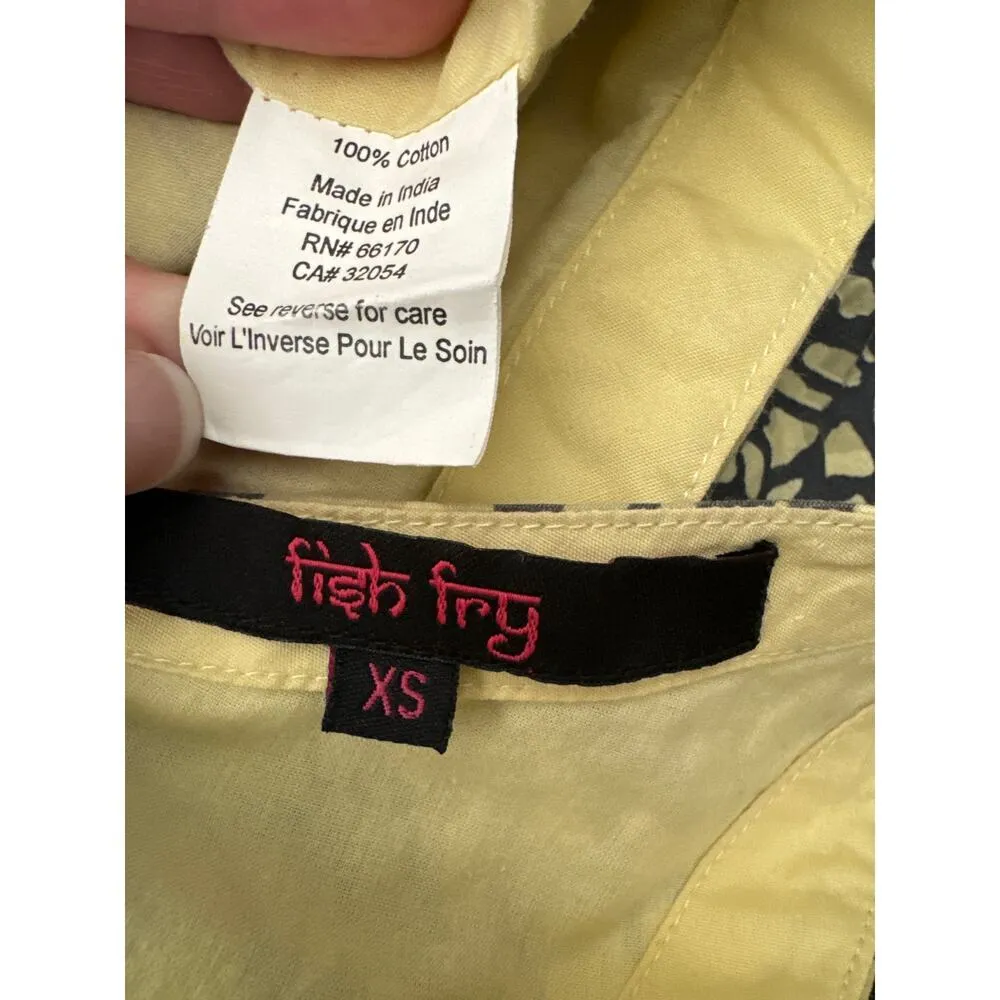 100% Cotton
Made in India
Fabrique en Inde
RN# 66170
CA# 32054
See reverse for care
Voir L'Inverse Pour Le Soin
fish fry
XS